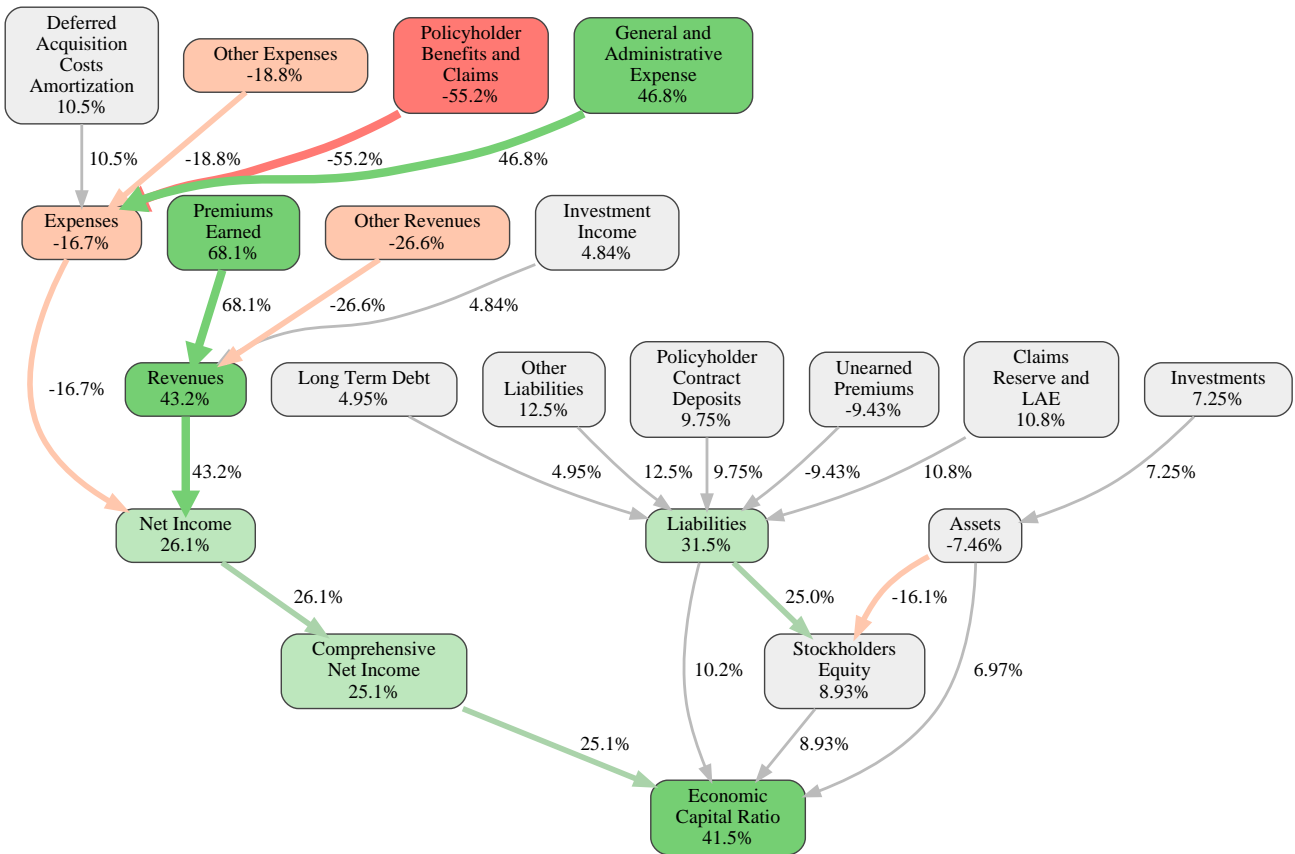 Deferred
Acquisition
Costs
Amortization
10.5%
Other Expenses
-18.8%
Policyholder
Benefits and
Claims
-55.2%
General and
Administrative
Expense
46.8%
10.5%
-18.8%
-55.2%
46.8%
Expenses
-16.7%
Premiums
Earned
68.1%
Other Revenues
-26.6%
Investment
Income
4.84%
68.1%
-26.6%
4.84%
-16.7%
Revenues
43.2%
Long Term Debt
4.95%
Other
Liabilities
12.5%
Policyholder
Contract
Deposits
9.75%
Unearned
Premiums
-9.43%
Claims
Reserve and
LAE
10.8%
Investments
7.25%
43.2%
4.95%
12.5%
9.75%
-9.43%
10.8%
7.25%
Net Income
26.1%
Liabilities
31.5%
Assets
-7.46%
26.1%
25.0%
-16.1%
Comprehensive
Net Income
25.1%
10.2%
Stockholders
Equity
8.93%
6.97%
25.1%
8.93%
Economic
Capital Ratio
41.5%